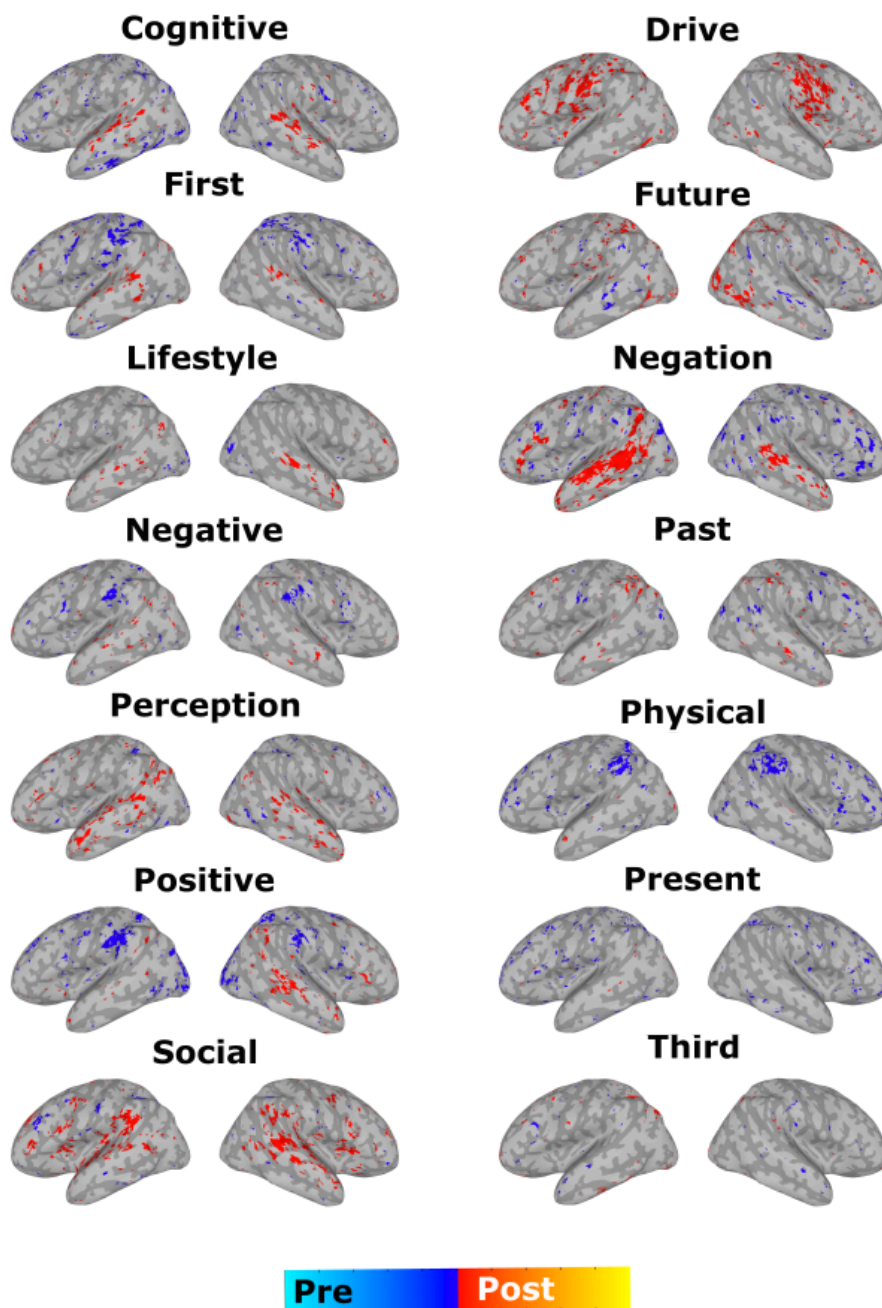 Cognitive
Drive
First
Future
Lifestyle
Negation
Negative
Past
Perception
Physical
Positive
Present
Social
Third
Pre
Post